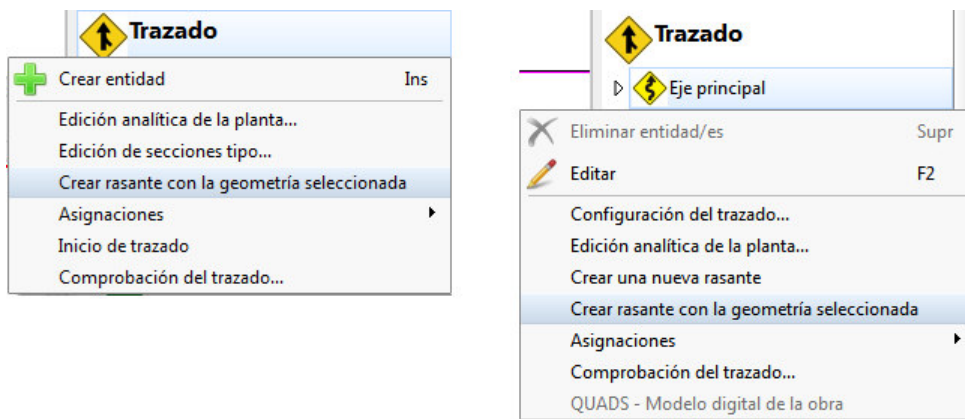 Trazado
Crear entidad Ins
Edición analítica de la planta...
Edición de secciones tipo...
Crear rasante con la geometría seleccionada
Asignaciones
Inicio de trazado
Comprobación del trazado...
Trazado
Eje principal
Eliminar entidad/es Supr
Editar F2
Configuración del trazado...
Edición analítica de la planta...
Crear una nueva rasante
Crear rasante con la geometría seleccionada
Asignaciones
Comprobación del trazado...
QUADS - Modelo digital de la obra